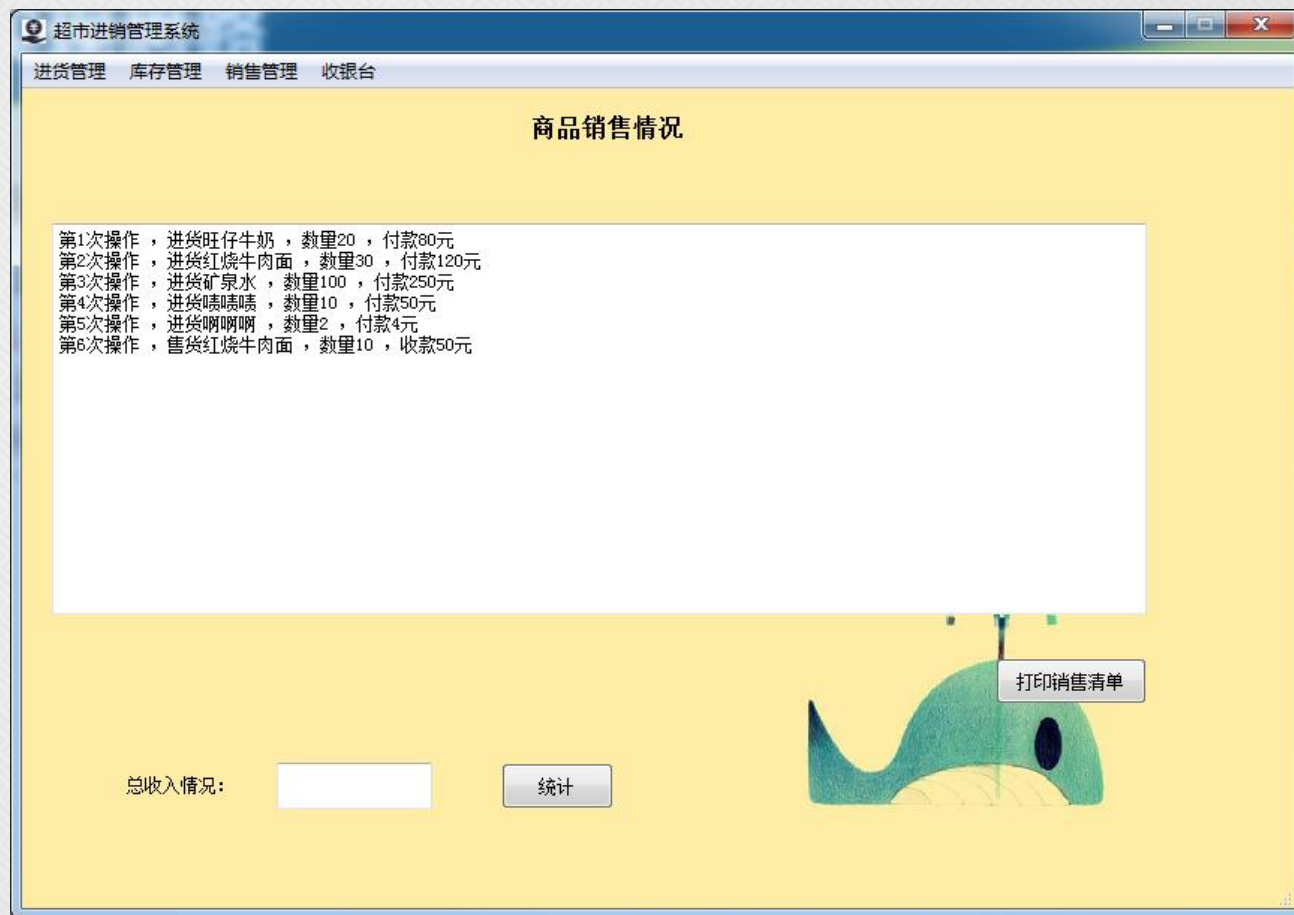 超市进销管理系统
进货管理 库存管理 销售管理 收银台
商品销售情况
第1次操作 ，进货旺仔牛奶 ，数量20 ，付款80元
第2次操作 ，进货红烧牛肉面 ，数量30 ，付款120元
第3次操作 ，进货矿泉水 ，数量100 ，付款250元
第4次操作 ，进货啧啧啧 ，数量10 ，付款50元
第5次操作 ，进货啊啊啊 ，数量2 ，付款4元
第6次操作 ，售货红烧牛肉面 ，数量10 ，收款50元
打印销售清单
总收入情况：
统计